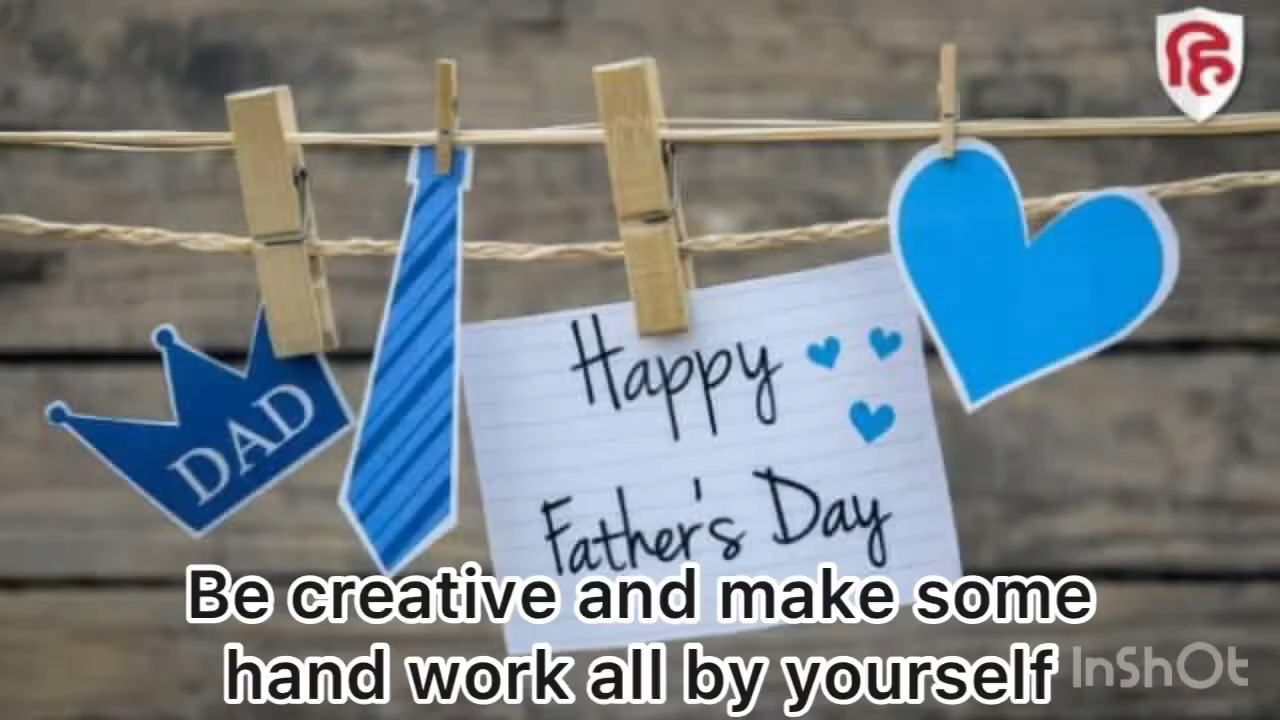 DAD
Happy
Father's Day
Be creative and make some
hand work all by yourself
InShOt